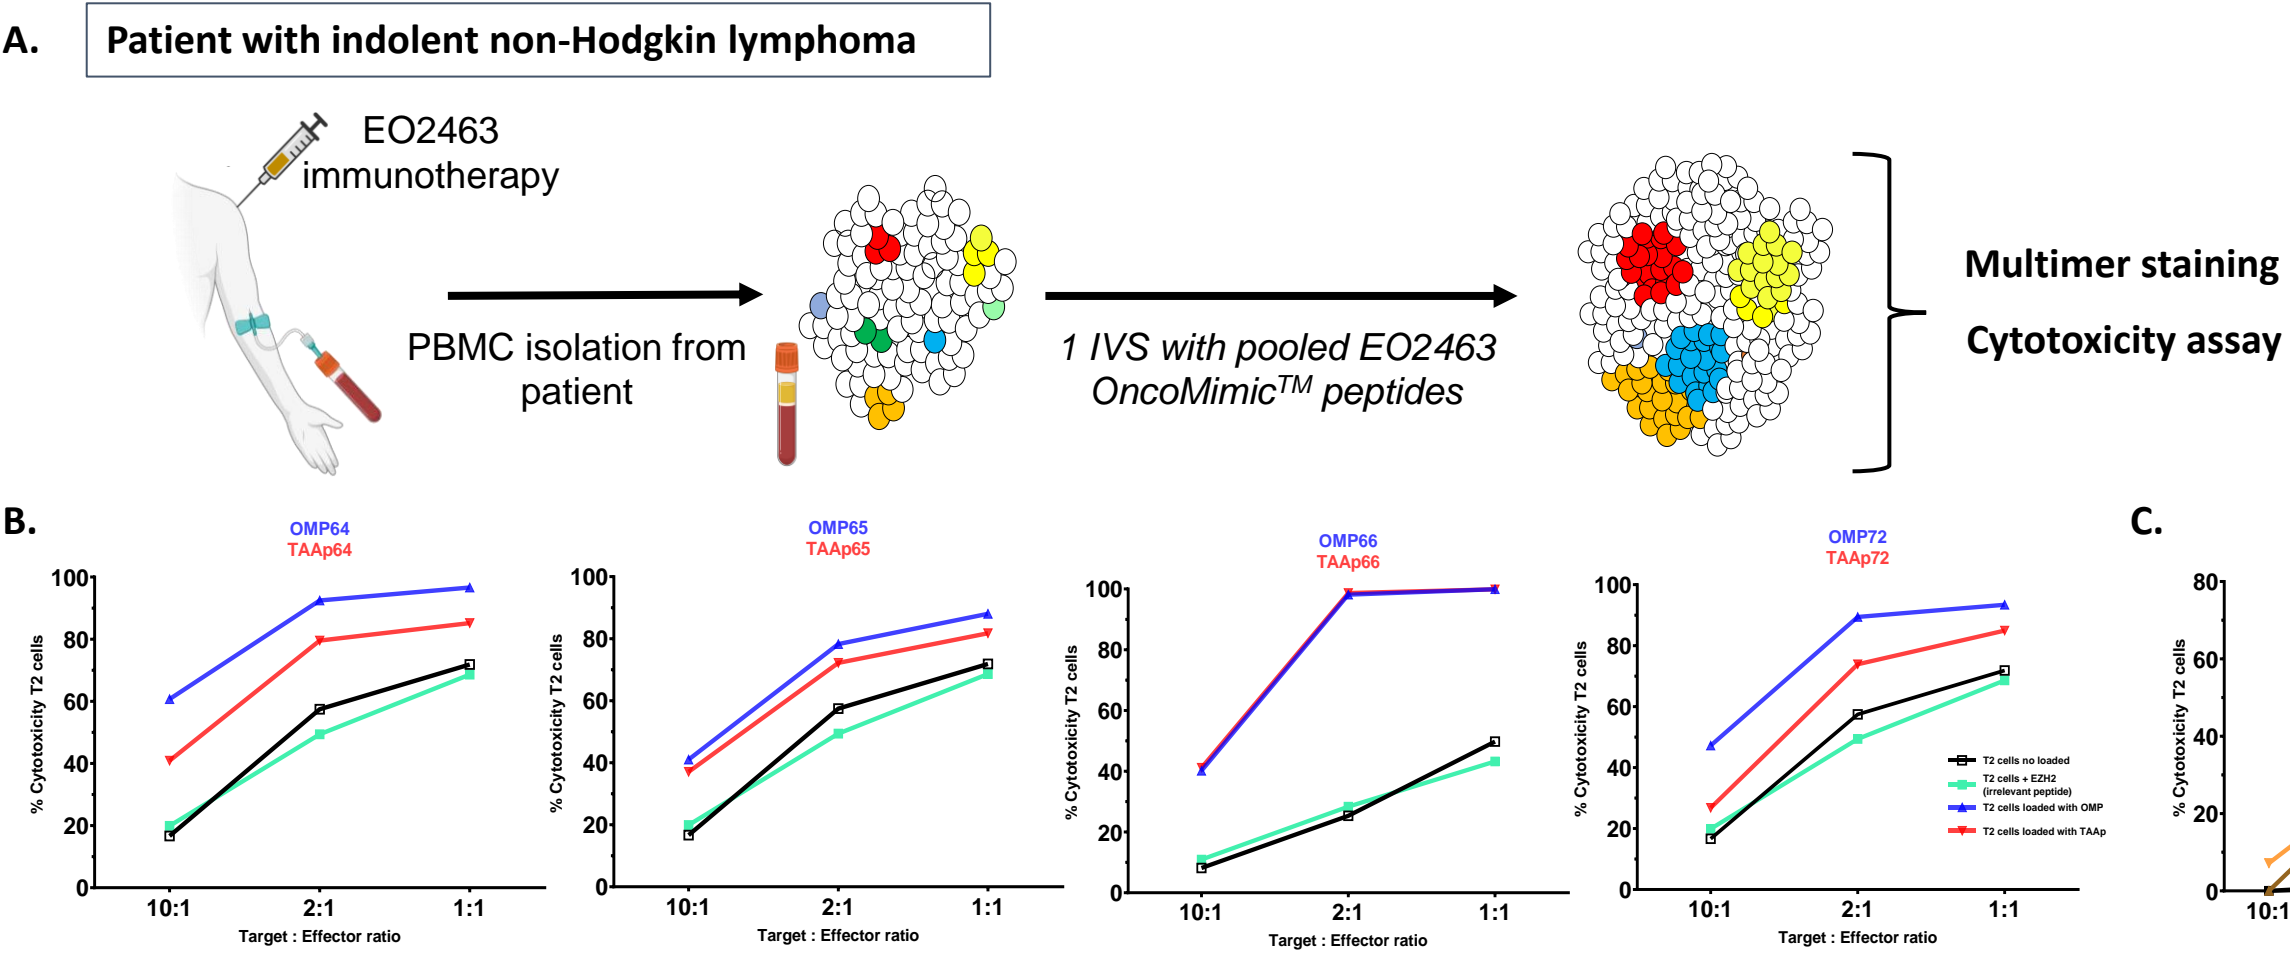 A.
Patient with indolent non-Hodgkin lymphoma
EO2463
immunotherapy
PBMC isolation from
patient
1 IVS with pooled EO2463
OncoMimic™ peptides
Multimer staining
Cytotoxicity assay
B.
OMP64
TAAp64
% Cytotoxicity T2 cells
100
80
60
40
20
0
10:1
2:1
1:1
Target : Effector ratio
OMP65
TAAp65
% Cytotoxicity T2 cells
100
80
60
40
20
0
10:1
2:1
1:1
Target : Effector ratio
OMP66
TAAp66
% Cytotoxicity T2 cells
100
80
60
40
20
0
10:1
2:1
1:1
Target : Effector ratio
OMP72
TAAp72
% Cytotoxicity T2 cells
100
80
60
40
20
0
10:1
2:1
1:1
Target : Effector ratio
T2 cells no loaded
T2 cells + EZH2
(irrelevant peptide)
T2 cells loaded with OMP
T2 cells loaded with TAAp
C.
% Cytotoxicity T2 cells
80
60
40
20
0
10:1